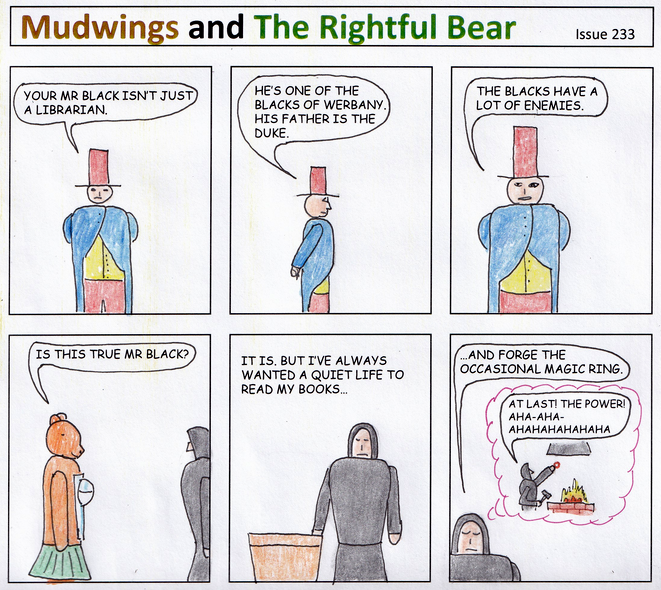 Mudwings and The Rightful Bear
Issue 233
YOUR MR BLACK ISN'T JUST
A LIBRARIAN.
HE'S ONE OF THE
BLACKS OF WERBANY.
HIS FATHER IS THE
DUKE.
THE BLACKS HAVE A
LOT OF ENEMIES.
IS THIS TRUE MR BLACK?
IT IS. BUT I'VE ALWAYS
WANTED A QUIET LIFE TO
READ MY BOOKS...
...AND FORGE THE
OCCASIONAL MAGIC RING.
AT LAST! THE POWER!
AHA-AHA-
AHAHAHAHAHAHA